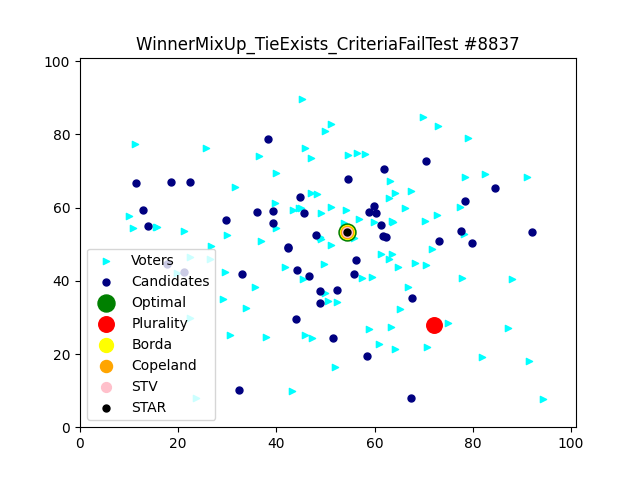 WinnerMixUp_TieExists_CriteriaFailTest #8837
100
80
60
40
20
0
Voters
Candidates
Optimal
Plurality
Borda
Copeland
STV
STAR
0 20 40 60 80 100